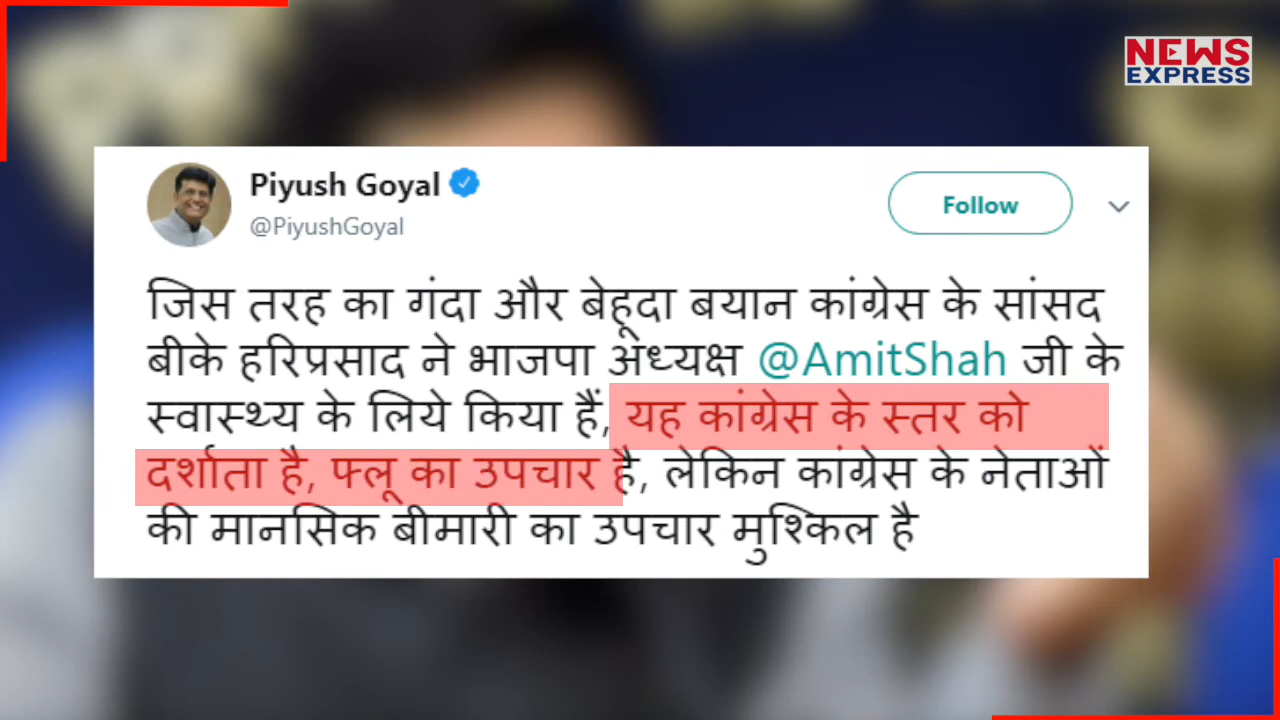 NEWS
EXPRESS
Piyush Goyal
@PiyushGoyal
Follow
जिस तरह का गंदा और बेहूदा बयान कांग्रेस के सांसद
बीके हरिप्रसाद ने भाजपा अध्यक्ष @AmitShah जी के
स्वास्थ्य के लिये किया हैं, यह कांग्रेस के स्तर को
दर्शाता है, फ्लू का उपचार है, लेकिन कांग्रेस के नेताओं
की मानसिक बीमारी का उपचार मुश्किल है